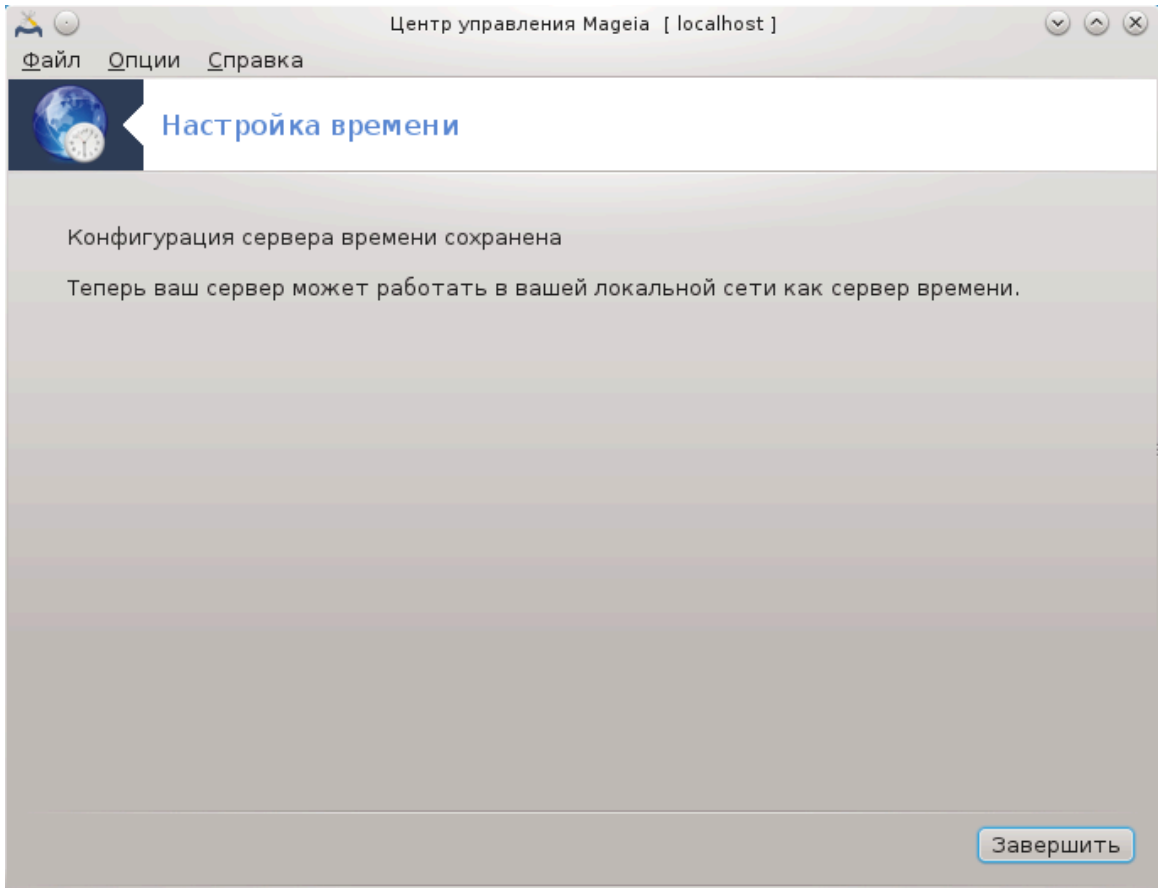 Центр управления Mageia [ localhost ]
Файл Опции Справка
Настройка времени
Конфигурация сервера времени сохранена
Теперь ваш сервер может работать в вашей локальной сети как сервер времени.
Завершить